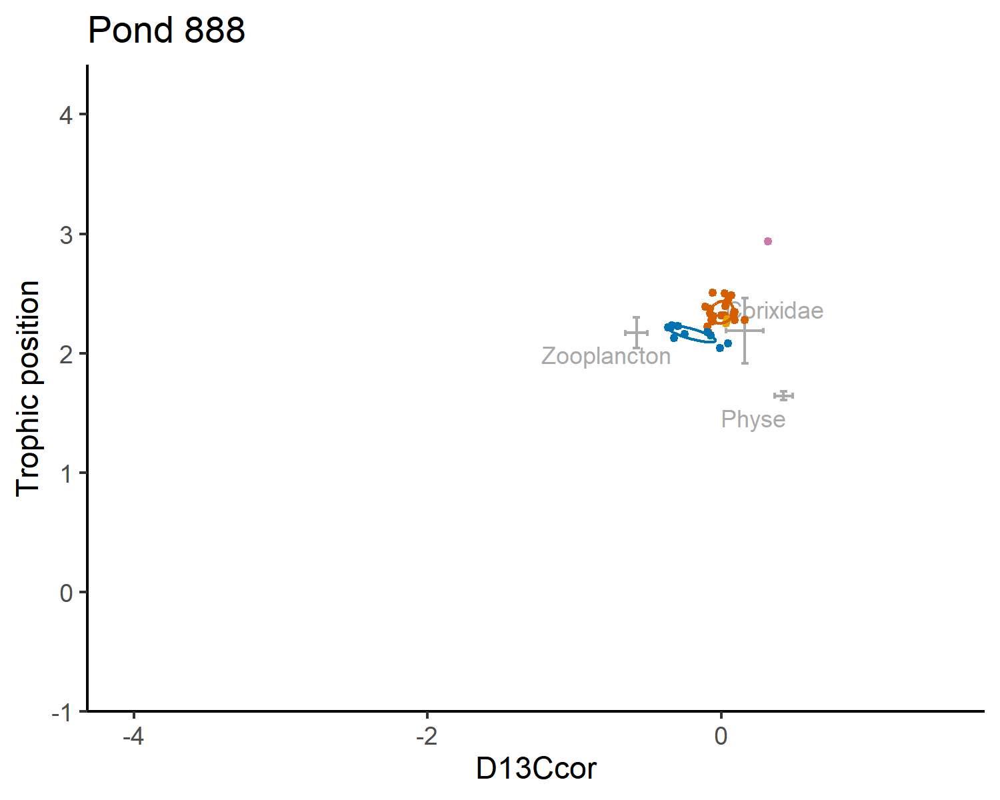 Pond 888
Trophic position
4
3
2
1
0
-1
Corixidae
Zooplancton
Physe
-4
-2
0
D13Ccor